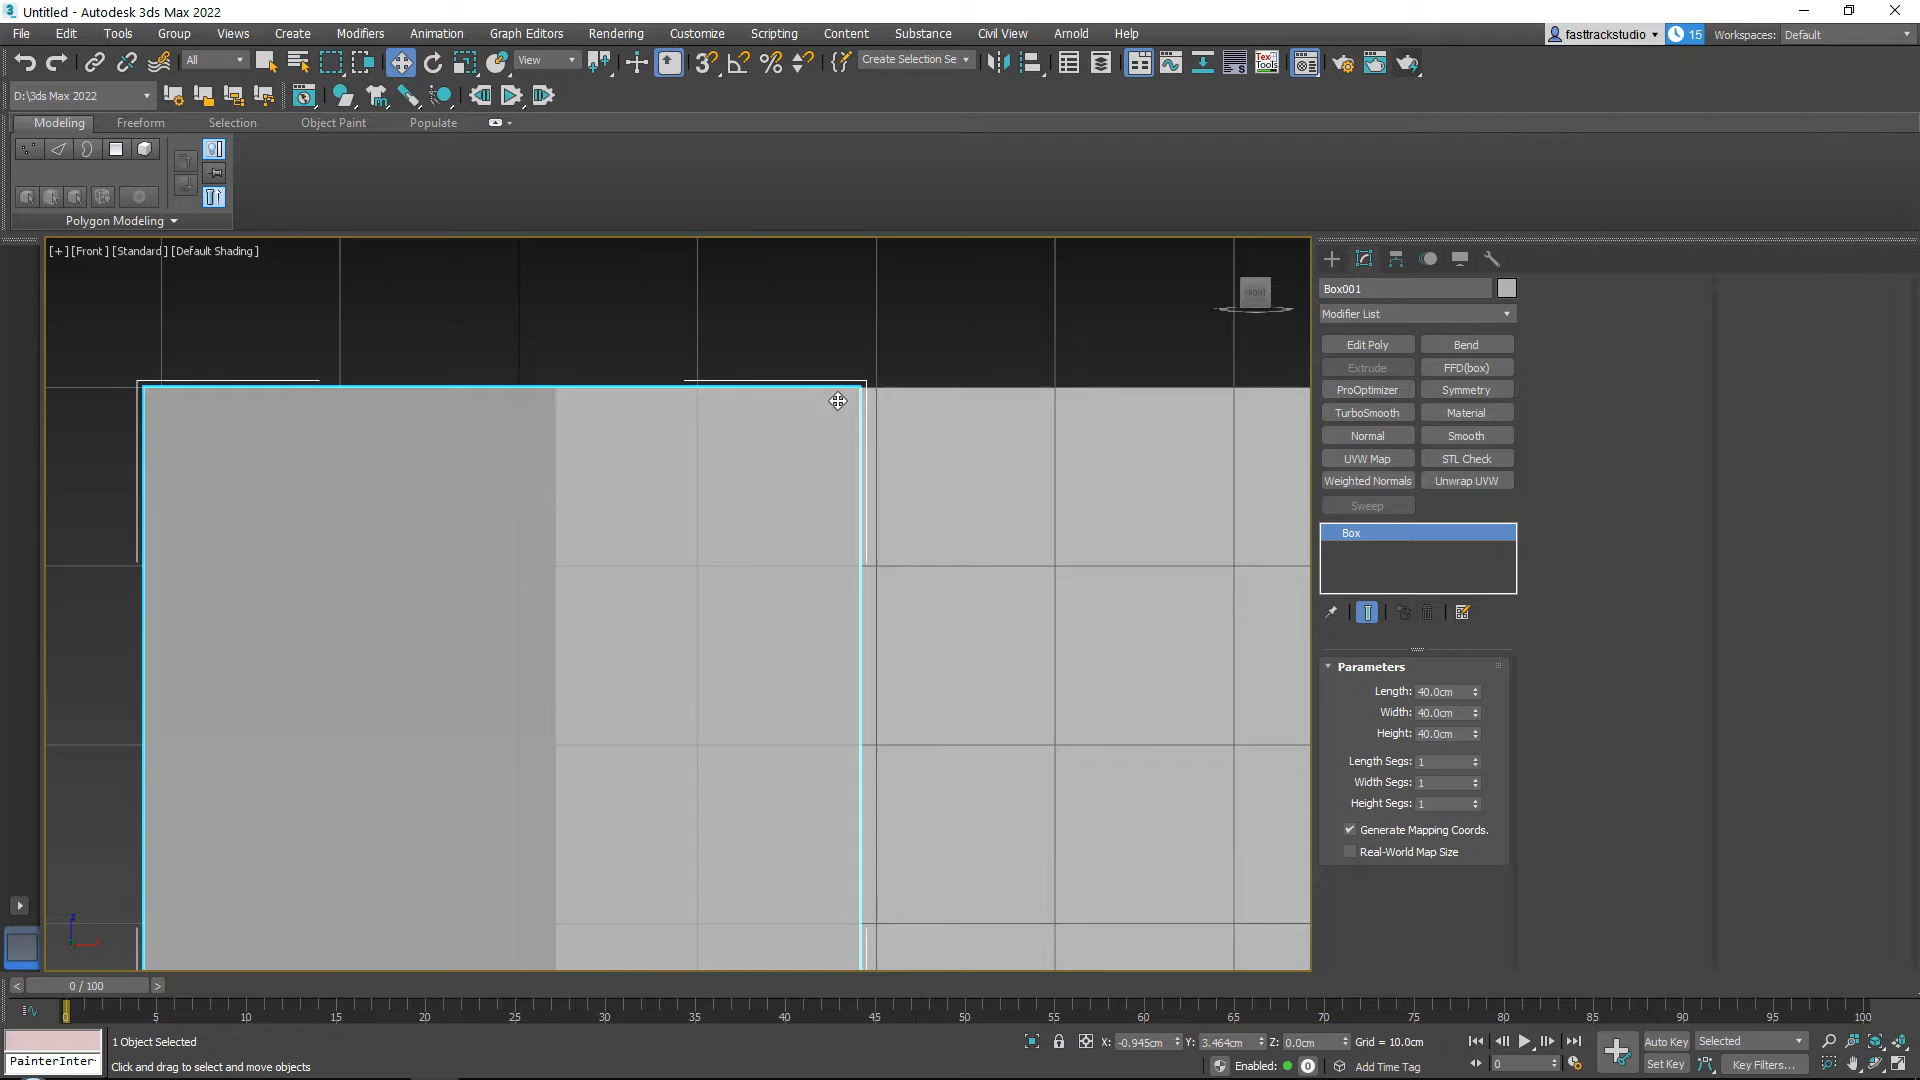 Untitled - Autodesk 3ds Max 2022
File Edit Tools Group Views Create Modifiers Animation Graph Editors Rendering Customize Scripting Content Substance Civil View Arnold Help
fasttrackstudio 15 Workspaces: Default
All View Create Selection Se
D:\3ds Max 2022
Modeling Freeform Selection Object Paint Populate
Polygon Modeling
[+] [Front] [Standard] [Default Shading]
FRONT
Box001
Modifier List
Edit Poly Bend
Extrude FFD(box)
ProOptimizer Symmetry
TurboSmooth Material
Normal Smooth
UVW Map STL Check
Weighted Normals Unwrap UVW
Sweep
Box
Parameters
Length: 40.0cm
Width: 40.0cm
Height: 40.0cm
Length Segs: 1
Width Segs: 1
Height Segs: 1
Generate Mapping Coords.
Real-World Map Size
0 / 100
0 5 10 15 20 25 30 35 40 45 50 55 60 65 70 75 80 85 90 95 100
1 Object Selected
X: -0.945cm Y: 3.464cm Z: 0.0cm Grid = 10.0cm
Auto Key Selected
PainterInter
Click and drag to select and move objects
Enabled: 0 Add Time Tag
0
Set Key Key Filters...